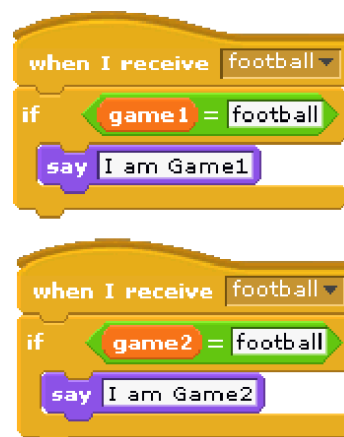 when I receive football
if game1 = football
say I am Game1
when I receive football
if game2 = football
say I am Game2